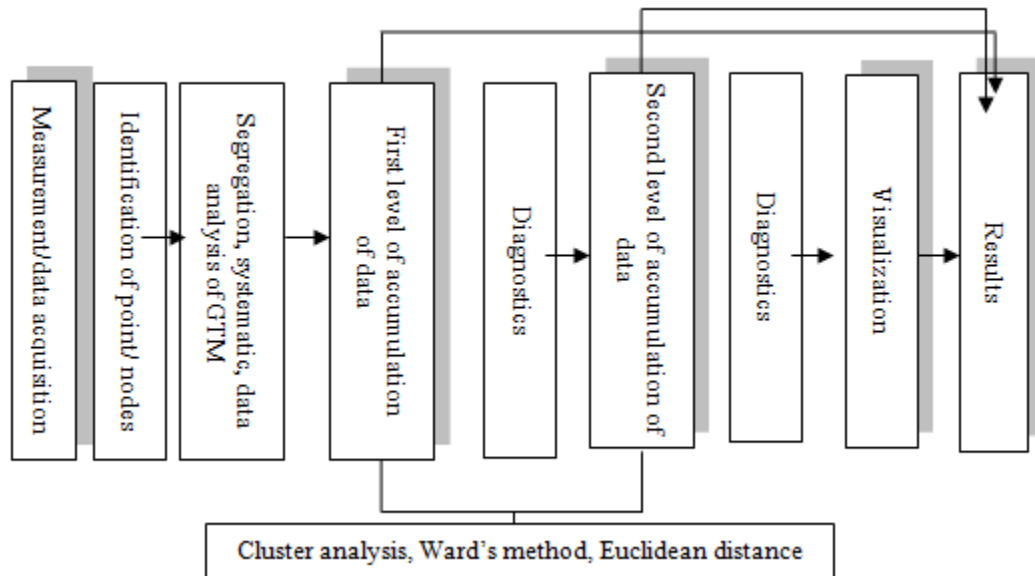 Measurement/data acquisition
Identification of point/ nodes
Segregation, systematic, data
analysis of GTM
First level of accumulation
of data
Diagnostics
Second level of accumulation of
data
Diagnostics
Visualization
Results
Cluster analysis, Ward's method, Euclidean distance